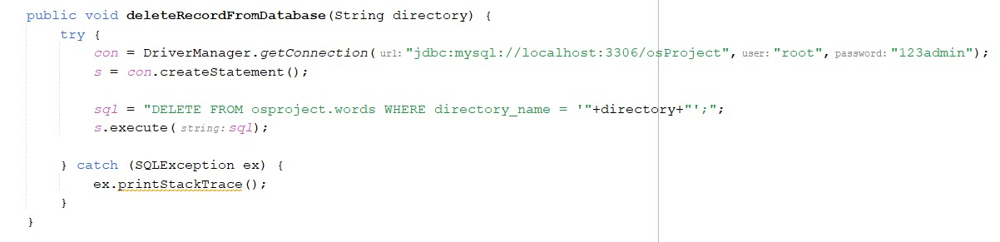 public void deleteRecordFromDatabase(String directory) {
try {
con = DriverManager.getConnection( url: "jdbc:mysql://localhost:3306/osProject", user: "root", password: "123admin");
s = con.createStatement();
sql = "DELETE FROM osproject.words WHERE directory_name = '"+directory+"';";
s.execute( string: sql);
} catch (SQLException ex) {
ex.printStackTrace();
}
}